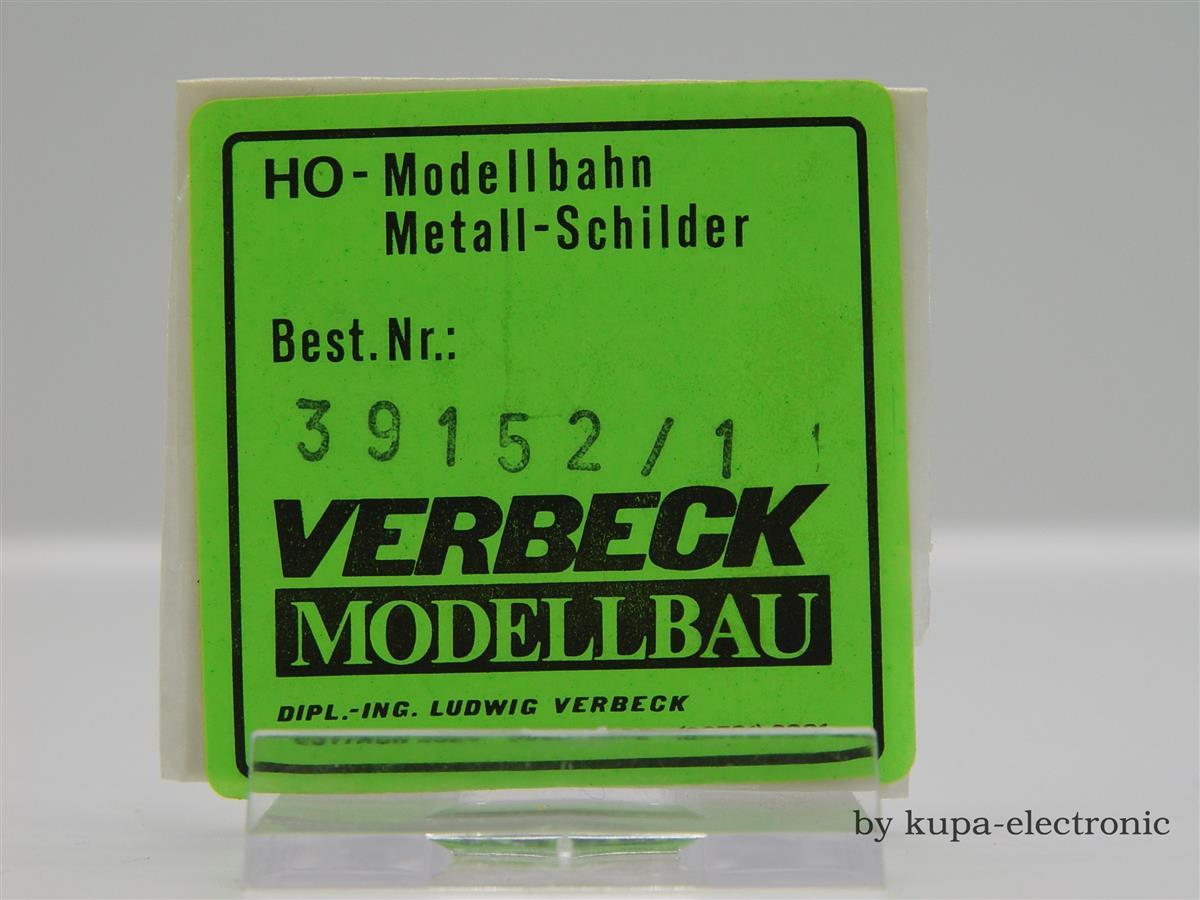 HO-Modellbahn
Metall-Schilder
Best.Nr.:
39152/1
VERBECK
MODELLBAU
DIPL.-ING. LUDWIG VERBECK
by kupa-electronic